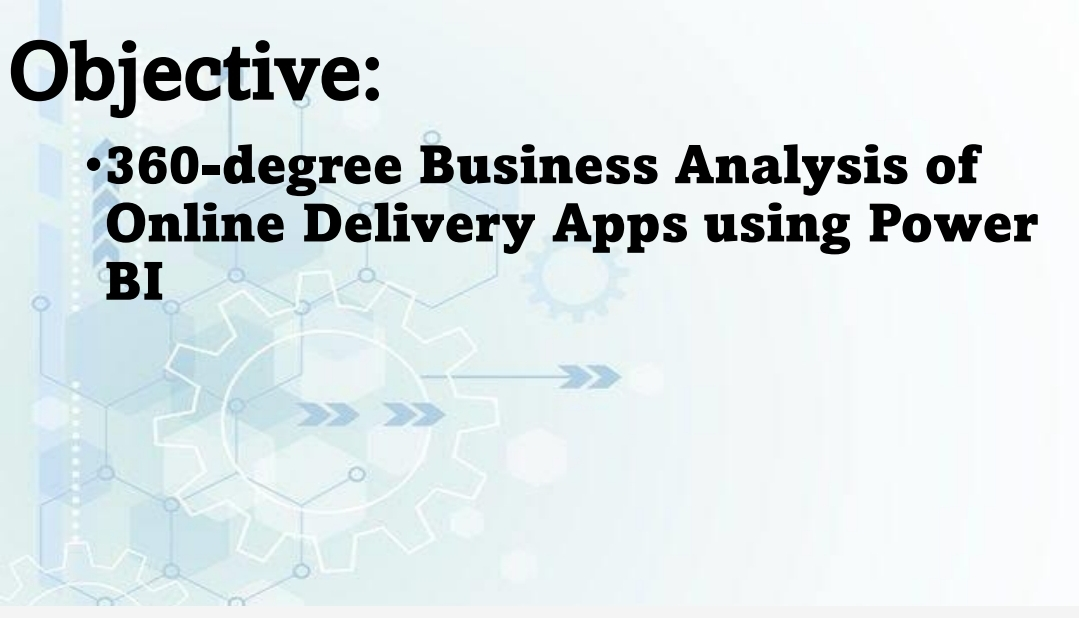 Objective:
•360-degree Business Analysis of
Online Delivery Apps using Power
BI